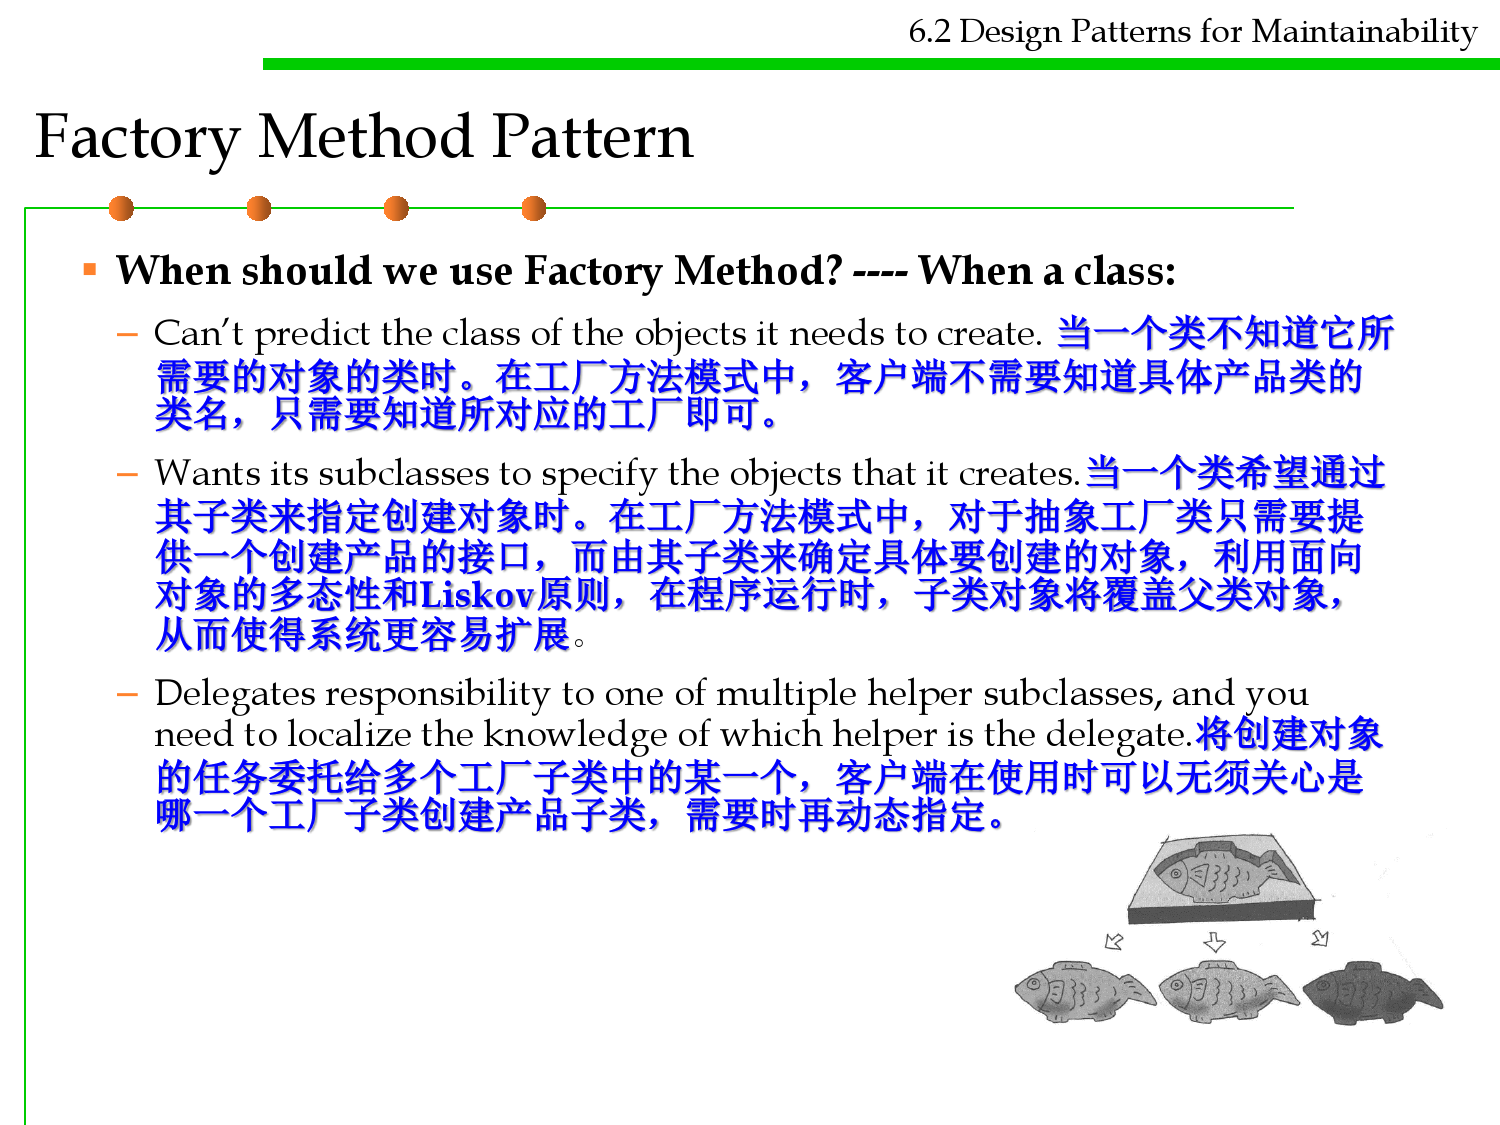 6.2 Design Patterns for Maintainability
Factory Method Pattern
▪ When should we use Factory Method? ---- When a class:
– Can’t predict the class of the objects it needs to create. 当一个类不知道它所
需要的对象的类时。在工厂方法模式中，客户端不需要知道具体产品类的
类名，只需要知道所对应的工厂即可。
– Wants its subclasses to specify the objects that it creates.当一个类希望通过
其子类来指定创建对象时。在工厂方法模式中，对于抽象工厂类只需要提
供一个创建产品的接口，而由其子类来确定具体要创建的对象，利用面向
对象的多态性和Liskov原则，在程序运行时，子类对象将覆盖父类对象，
从而使得系统更容易扩展。
– Delegates responsibility to one of multiple helper subclasses, and you
need to localize the knowledge of which helper is the delegate.将创建对象
的任务委托给多个工厂子类中的某一个，客户端在使用时可以无须关心是
哪一个工厂子类创建产品子类，需要时再动态指定。